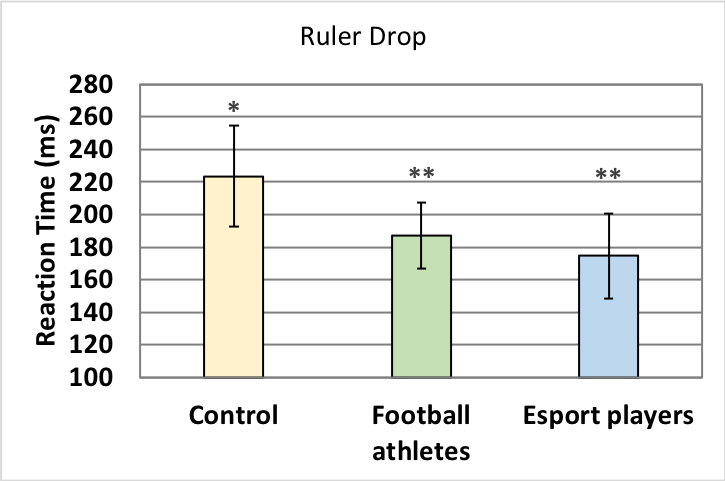 Ruler Drop
Reaction Time (ms)
280
260
240
220
200
180
160
140
120
100
*
**
**
Control
Football
athletes
Esport players